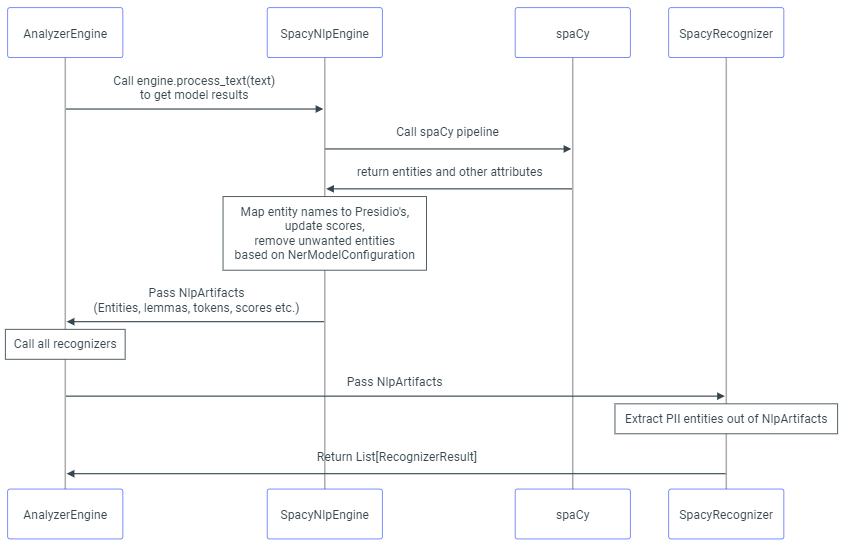 AnalyzerEngine
SpacyNlpEngine
spaCy
SpacyRecognizer
Call engine.process_text(text)
to get model results
Call spaCy pipeline
return entities and other attributes
Map entity names to Presidio's,
update scores,
remove unwanted entities
based on NerModelConfiguration
Pass NlpArtifacts
(Entities, lemmas, tokens, scores etc.)
Call all recognizers
Pass NlpArtifacts
Extract PII entities out of NlpArtifacts
Return List[RecognizerResult]
AnalyzerEngine
SpacyNlpEngine
spaCy
SpacyRecognizer